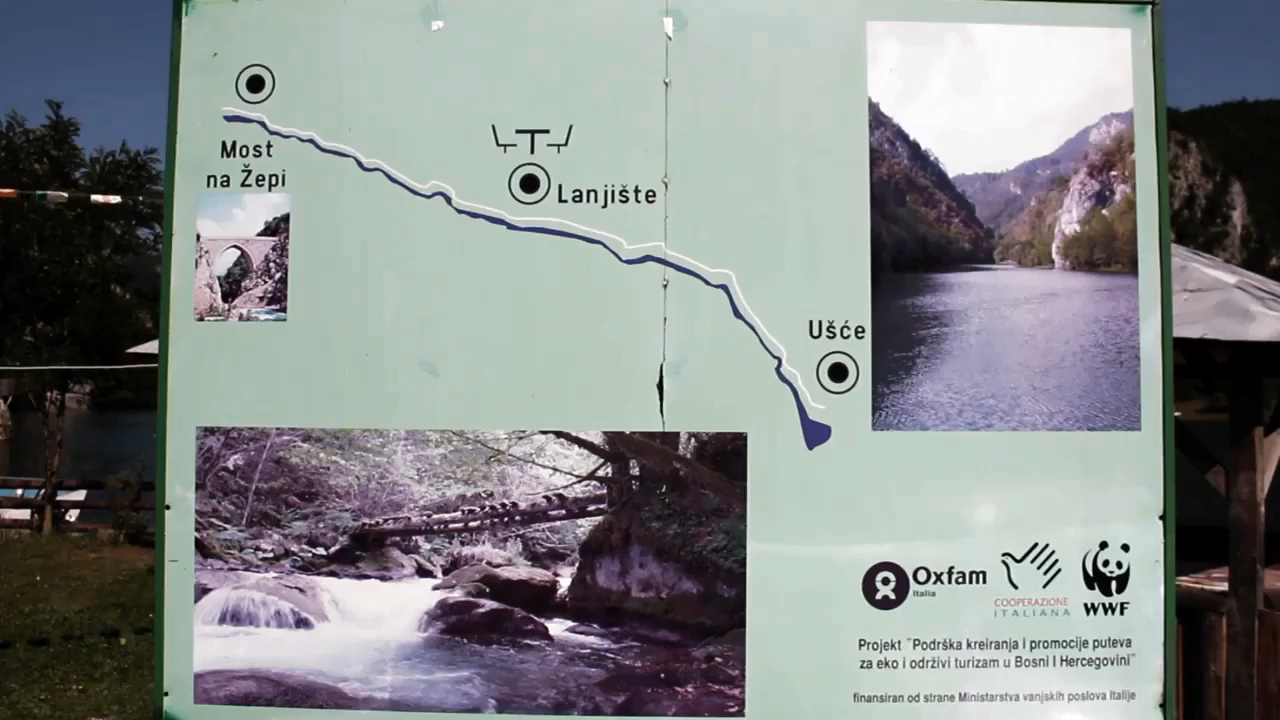 Most
na Žepi
Lanjište
Ušće
Oxfam
Italia
COOPERAZIONE
ITALIANA
WWF
Projekt "Podrška kreiranja i promocije puteva
za eko i održivi turizam u Bosni I Hercegovini"
finansiran od strane Ministarstva vanjskih poslova Italije